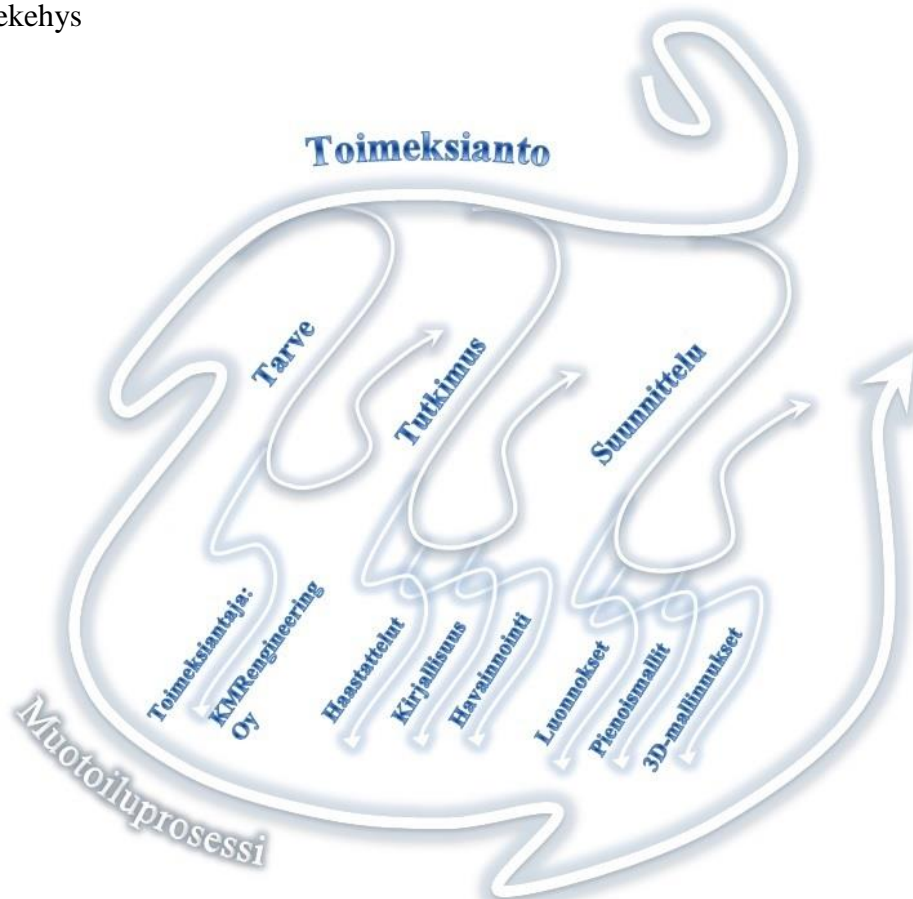 ekehys
Toimeksianto
Tarve
Tutkimus
Suunnittelu
Toimeksiantaja:
KMRengineering
Oy
Haastattelut
Kirjallisuus
Havainnointi
Luonnokset
Pienoismallit
3D-mallinnukset
Muotoiluprosessi